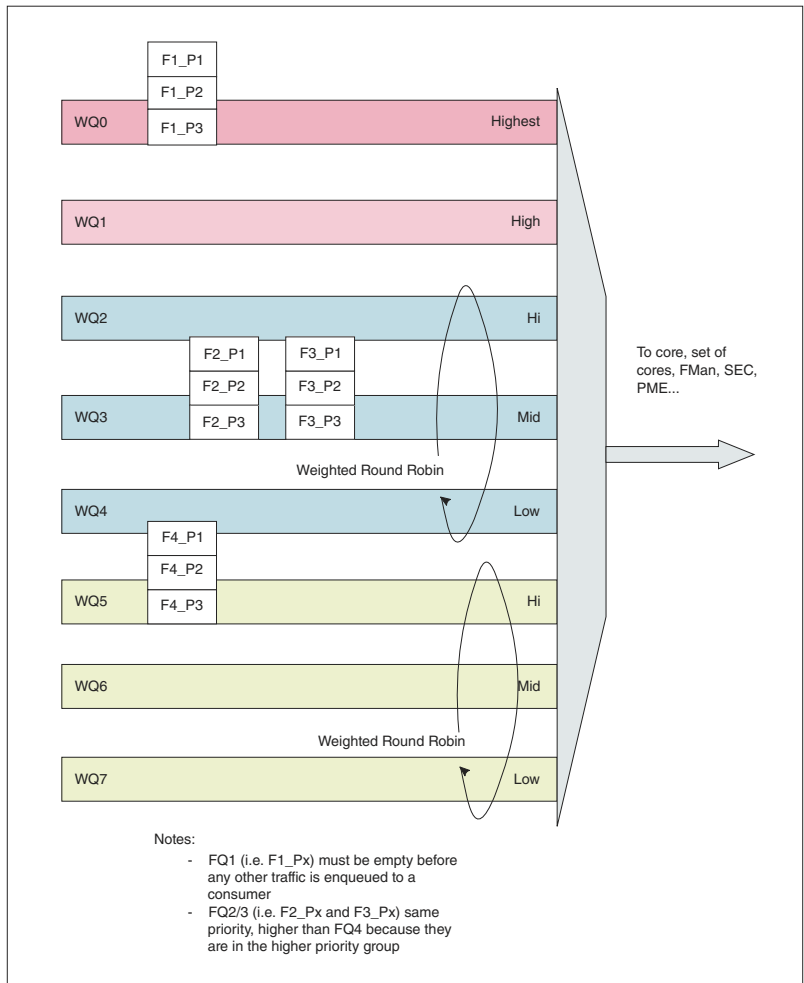 F1_P1
F1_P2
WQ0 F1_P3 Highest
WQ1 High
WQ2 Hi
F2_P1 F3_P1
F2_P2 F3_P2
WQ3 F2_P3 F3_P3 Mid
To core, set of
cores, FMan, SEC,
PME...
Weighted Round Robin
WQ4 Low
F4_P1
F4_P2
WQ5 F4_P3 Hi
WQ6 Mid
Weighted Round Robin
WQ7 Low
Notes:
- FQ1 (i.e. F1_Px) must be empty before
any other traffic is enqueued to a
consumer
- FQ2/3 (i.e. F2_Px and F3_Px) same
priority, higher than FQ4 because they
are in the higher priority group